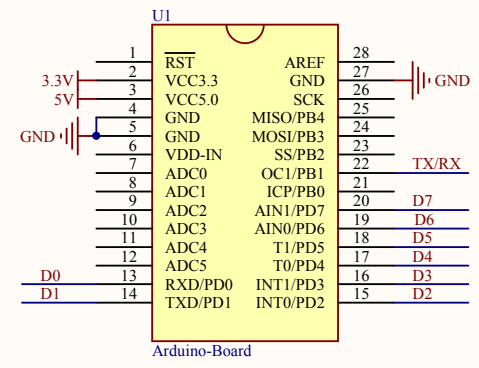 U1
1 RST AREF 28
3.3V 2 VCC3.3 GND 27 GND
5V 3 VCC5.0 SCK 26
4 GND MISO/PB4 25
GND 5 GND MOSI/PB3 24
6 VDD-IN SS/PB2 23
7 ADC0 OC1/PB1 22 TX/RX
8 ADC1 ICP/PB0 21
9 ADC2 AIN1/PD7 20 D7
10 ADC3 AIN0/PD6 19 D6
11 ADC4 T1/PD5 18 D5
12 ADC5 T0/PD4 17 D4
D0 13 RXD/PD0 INT1/PD3 16 D3
D1 14 TXD/PD1 INT0/PD2 15 D2
Arduino-Board